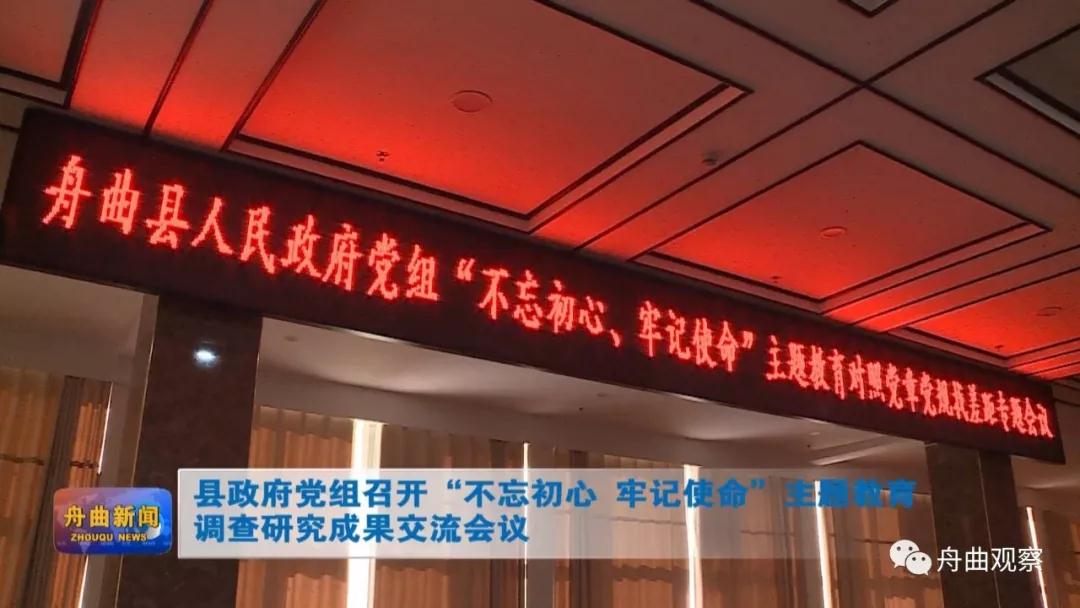 舟曲县人民政府党组“不忘初心、牢记使命”主题教育对照党章党规找差距专题会议
县政府党组召开“不忘初心 牢记使命”主题教育
调查研究成果交流会议
舟曲新闻
ZHOUQU NEWS
舟曲观察